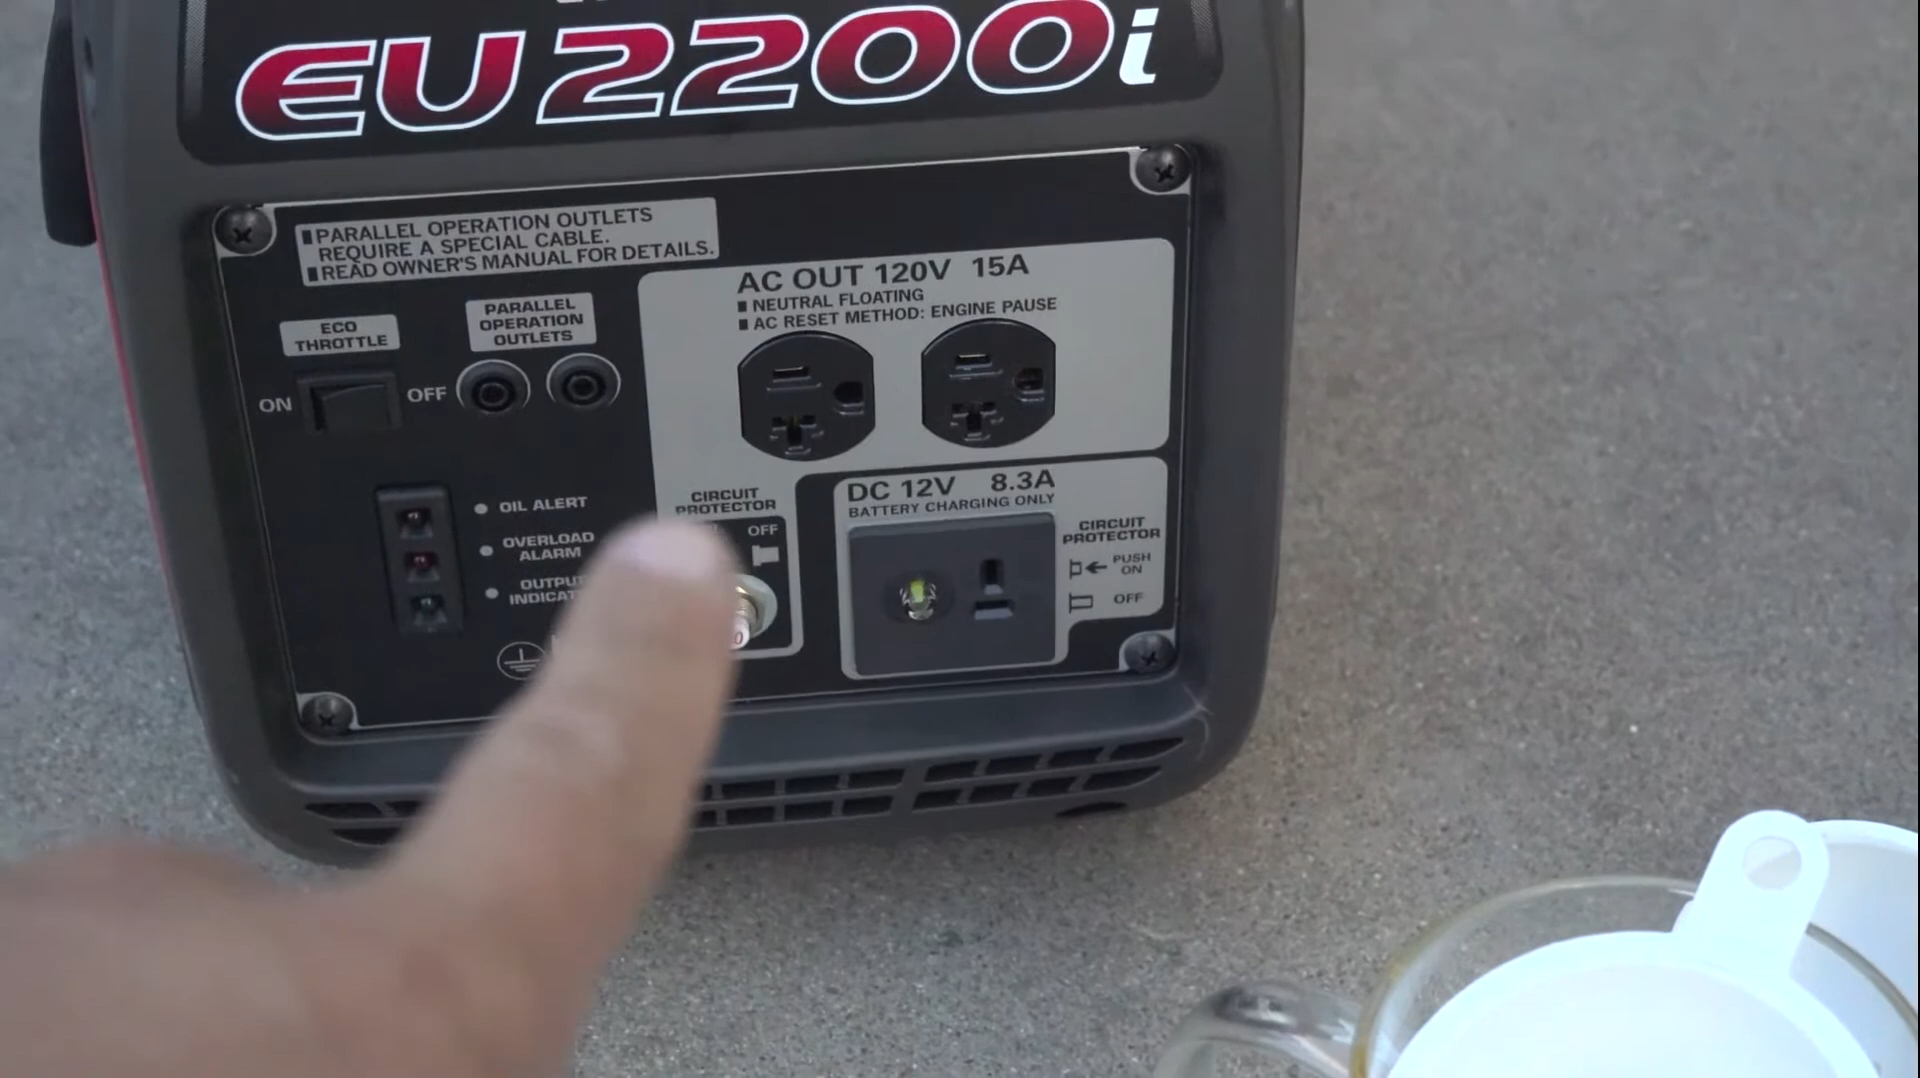 EU2200i
PARALLEL OPERATION OUTLETS
REQUIRE A SPECIAL CABLE.
READ OWNER'S MANUAL FOR DETAILS.
AC OUT 120V 15A
NEUTRAL FLOATING
AC RESET METHOD: ENGINE PAUSE
ECO
THROTTLE
ON
OFF
PARALLEL
OPERATION
OUTLETS
OIL ALERT
OVERLOAD
ALARM
CIRCUIT
PROTECTOR
OFF
DC 12V 8.3A
BATTERY CHARGING ONLY
CIRCUIT
PROTECTOR
PUSH
ON
OFF